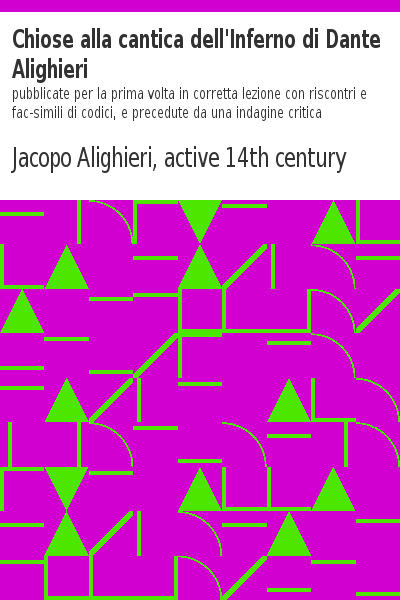 Chiose alla cantica dell'Inferno di Dante
Alighieri
pubblicate per la prima volta in corretta lezione con riscontri e
fac-simili di codici, e precedute da una indagine critica
Jacopo Alighieri, active 14th century